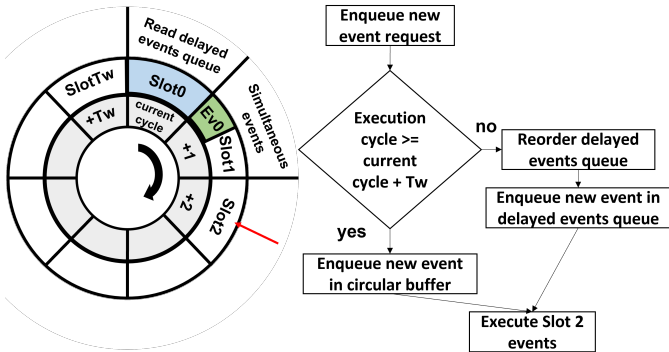 Read delayed
events queue
Simultaneous
events
SlotTw
Slot0
Ev0
Slot1
Slot2
+Tw
current
cycle
+1
+2
Enqueue new
event request
Execution
cycle >=
current
cycle + Tw
no
yes
Reorder delayed
events queue
Enqueue new event in
delayed events queue
Enqueue new event
in circular buffer
Execute Slot 2
events